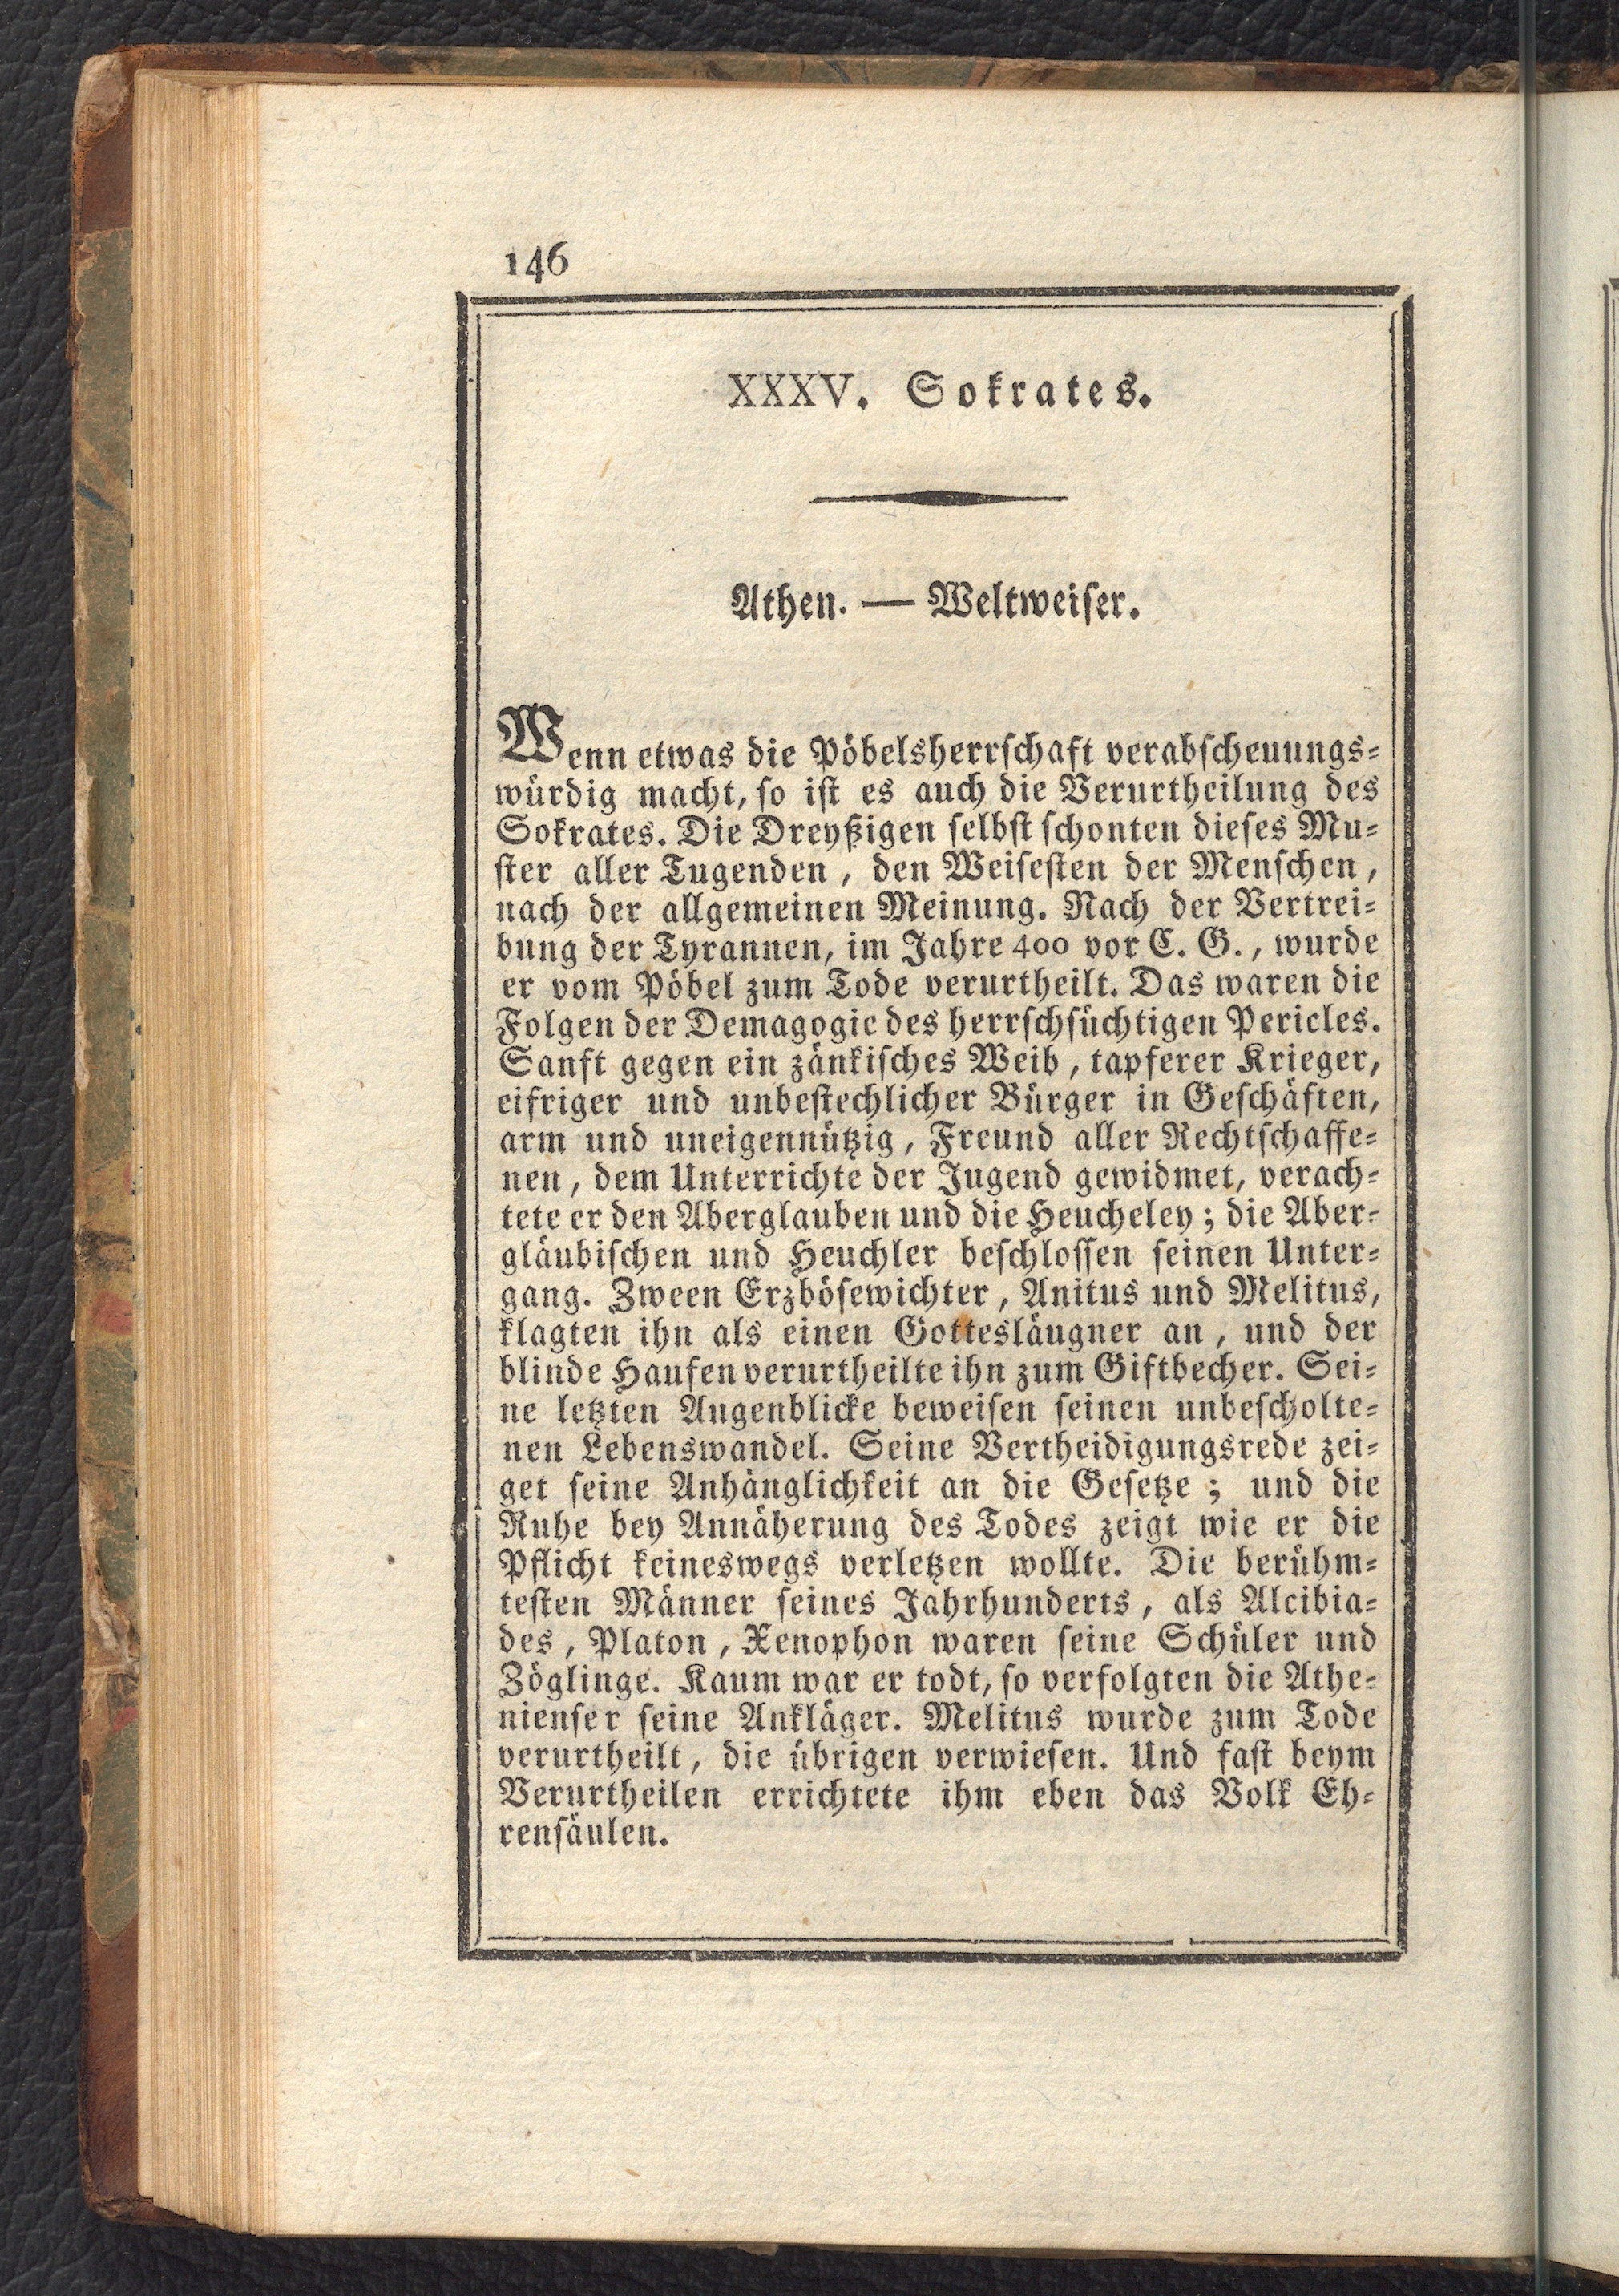 146
XXXV. Sokrates.
Athen. — Weltweiser.
Wenn etwas die Pöbelsherrschaft verabscheuungs-
würdig macht, so ist es auch die Verurtheilung des
Sokrates. Die Dreyßigen selbst schonten dieses Mu-
ster aller Tugenden, den Weisesten der Menschen,
nach der allgemeinen Meinung. Nach der Vertrei-
bung der Tyrannen, im Jahre 400 vor C. G., wurde
er vom Pöbel zum Tode verurtheilt. Das waren die
Folgen der Demagogie des herrschsüchtigen Pericles.
Sanft gegen ein zänkisches Weib, tapferer Krieger,
eifriger und unbestechlicher Bürger in Geschäften,
arm und uneigennützig, Freund aller Rechtschaffe-
nen, dem Unterrichte der Jugend gewidmet, verach-
tete er den Aberglauben und die Heucheley; die Aber-
gläubischen und Heuchler beschlossen seinen Unter-
gang. Zween Erzbösewichter, Anitus und Melitus,
klagten ihn als einen Gottesläugner an, und der
blinde Haufen verurtheilte ihn zum Giftbecher. Sei-
ne letzten Augenblicke beweisen seinen unbescholte-
nen Lebenswandel. Seine Vertheidigungsrede zei-
get seine Anhänglichkeit an die Gesetze; und die
Ruhe bey Annäherung des Todes zeigt wie er die
Pflicht keineswegs verletzen wollte. Die berühm-
testen Männer seines Jahrhunderts, als Alcibia-
des, Platon, Xenophon waren seine Schüler und
Zöglinge. Kaum war er todt, so verfolgten die Athe-
nienser seine Ankläger. Melitus wurde zum Tode
verurtheilt, die übrigen verwiesen. Und fast beym
Verurtheilen errichtete ihm eben das Volk Eh-
rensäulen.